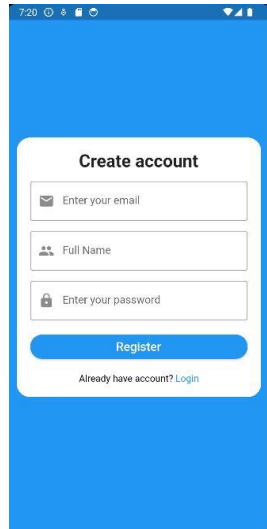 7:20
Create account
Enter your email
Full Name
Enter your password
Register
Already have account? Login